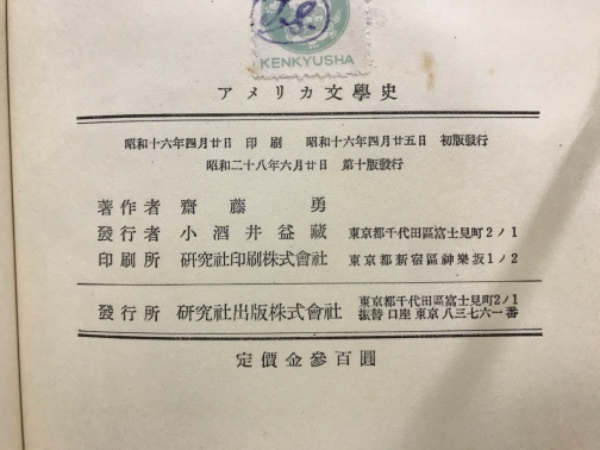 KENKYUSHA
アメリカ文學史
昭和十六年四月廿日 印刷 昭和十六年四月廿五日 初版發行
昭和二十八年六月廿日 第十版發行
著作者 齋藤勇
發行者 小酒井益藏 東京都千代田區富士見町2ノ1
印刷所 硏究社印刷株式會社 東京都新宿區神樂坂1ノ2
發行所 硏究社出版株式會社 東京都千代田區富士見町2ノ1
振替口座東京八三七六一番
定價金參百圓